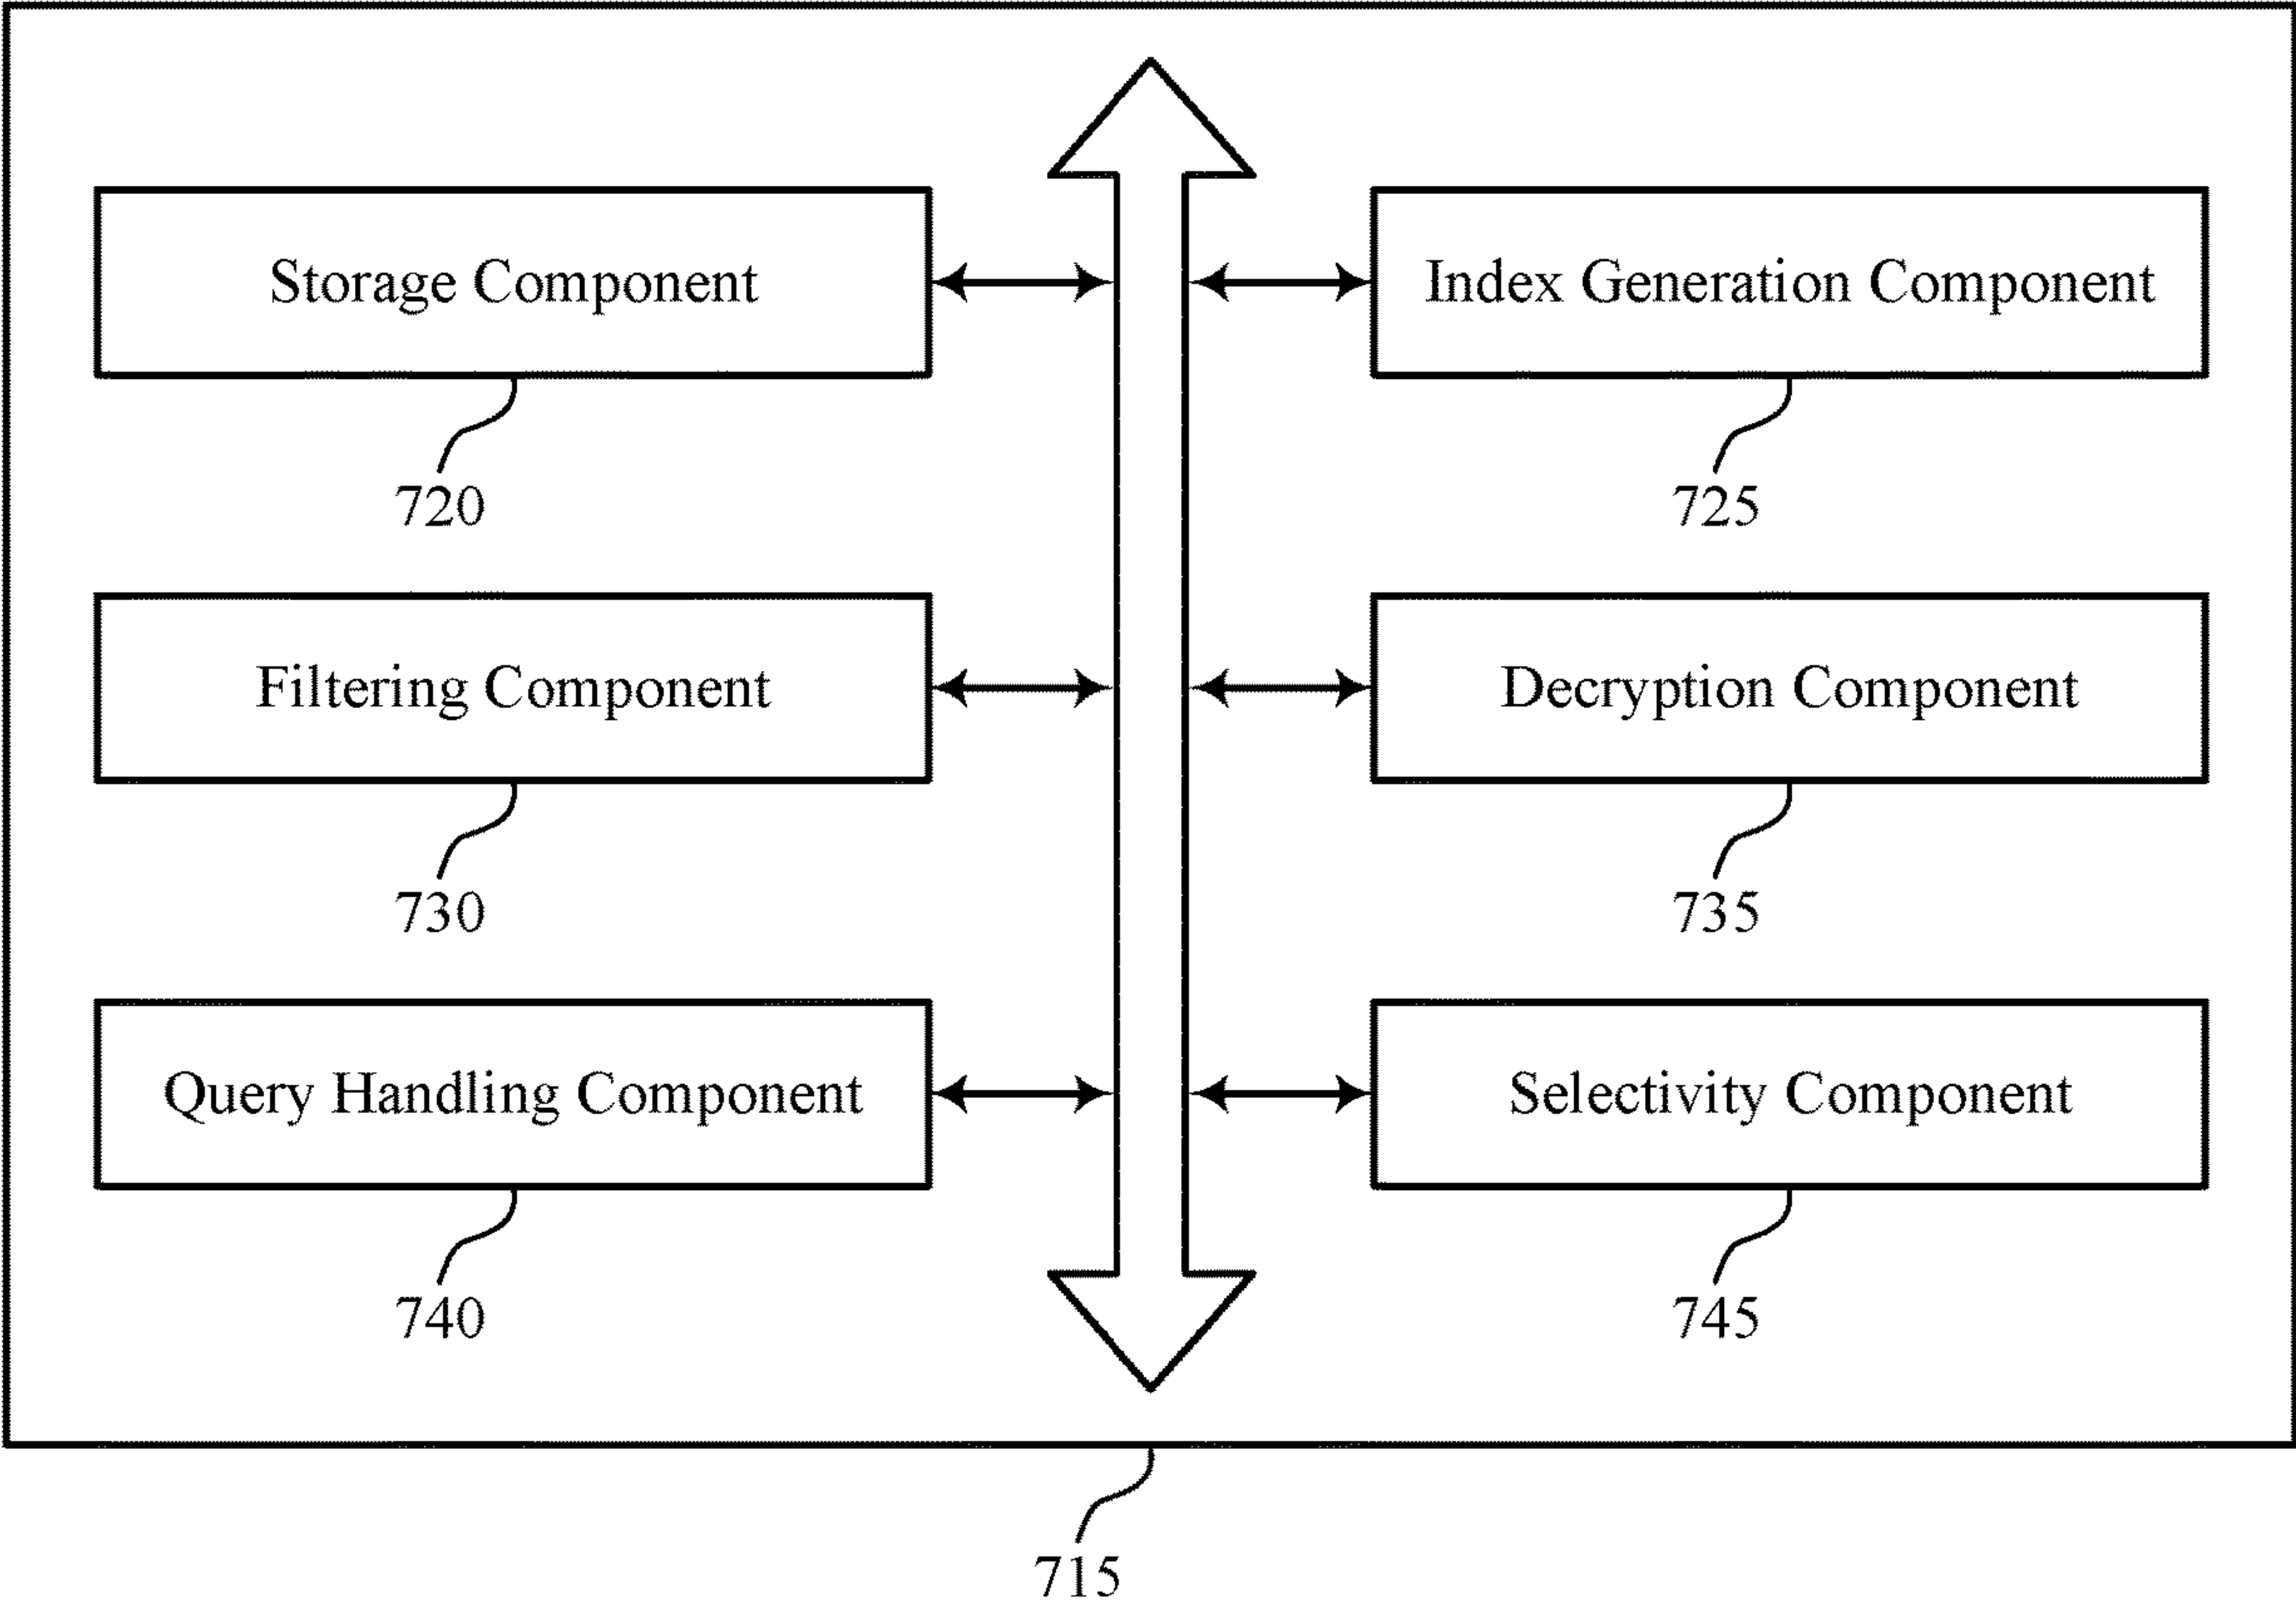 Storage Component
Index Generation Component
720
725
Filtering Component
Decryption Component
730
735
Query Handling Component
Selectivity Component
740
745
715